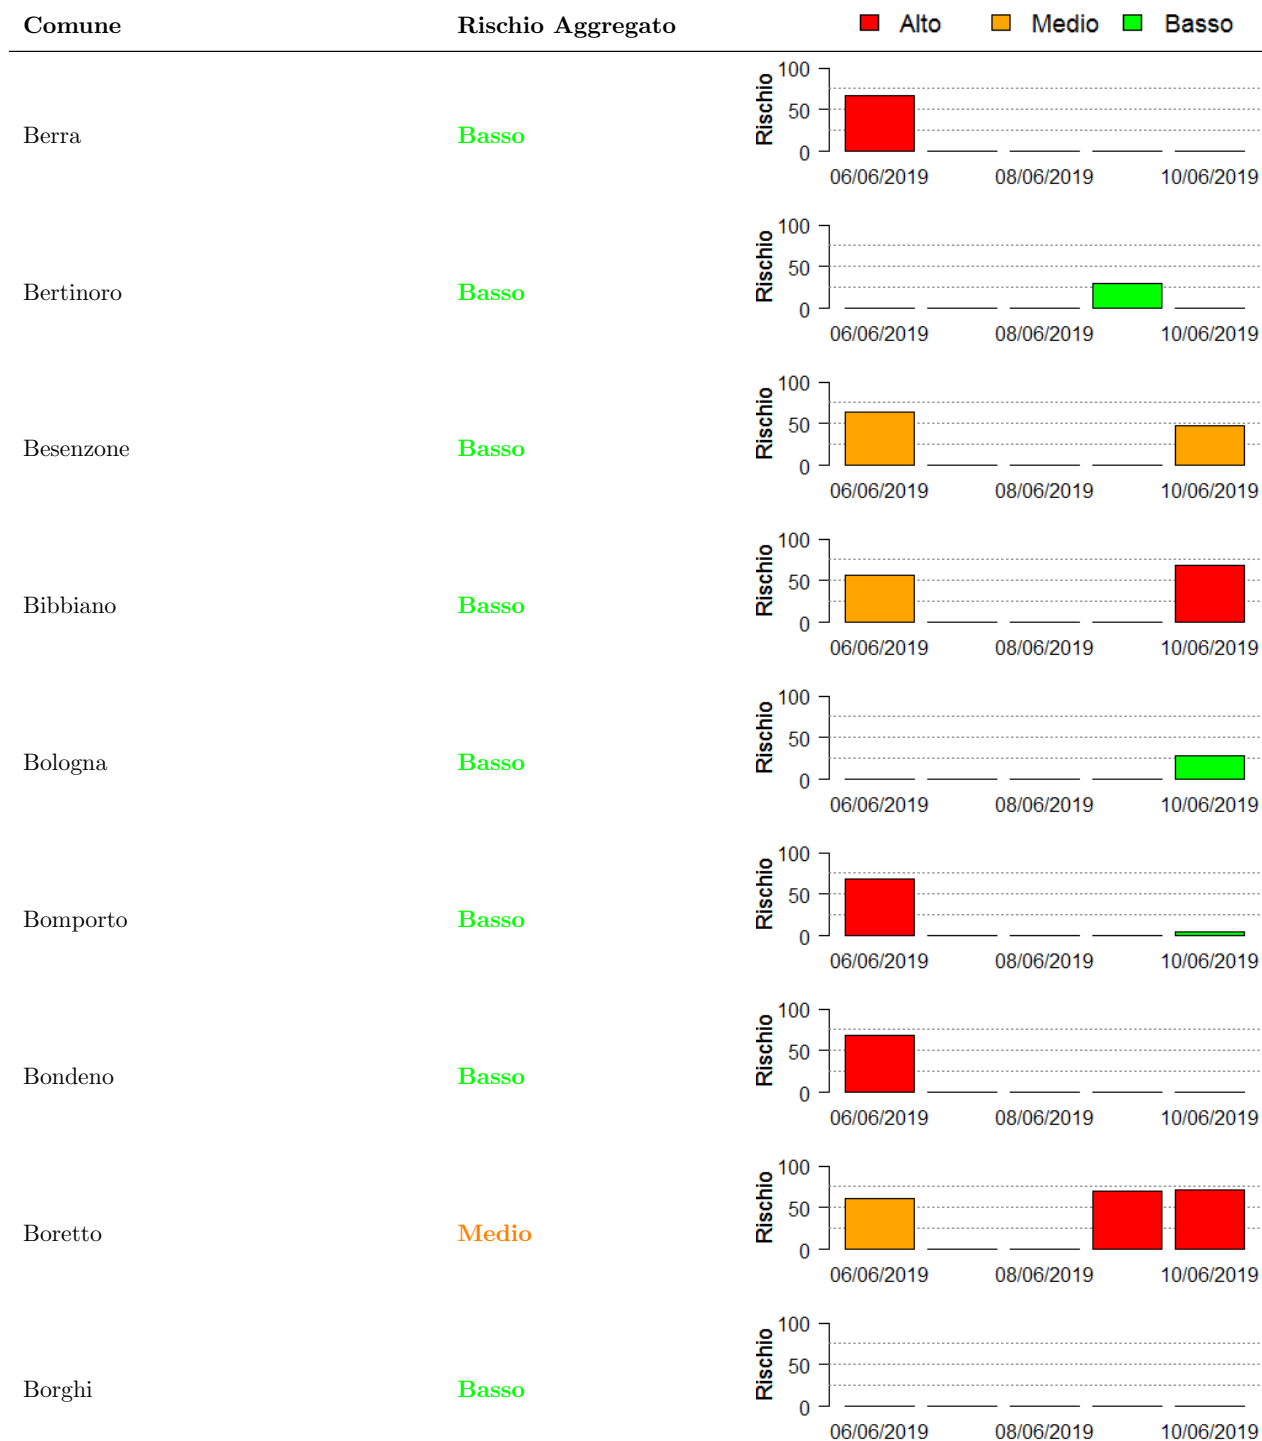 Comune Rischio Aggregato Alto Medio Basso
Berra Basso Rischio 100 50 0
06/06/2019 08/06/2019 10/06/2019
Bertinoro Basso Rischio 100 50 0
06/06/2019 08/06/2019 10/06/2019
Besenzone Basso Rischio 100 50 0
06/06/2019 08/06/2019 10/06/2019
Bibbiano Basso Rischio 100 50 0
06/06/2019 08/06/2019 10/06/2019
Bologna Basso Rischio 100 50 0
06/06/2019 08/06/2019 10/06/2019
Bomporto Basso Rischio 100 50 0
06/06/2019 08/06/2019 10/06/2019
Bondeno Basso Rischio 100 50 0
06/06/2019 08/06/2019 10/06/2019
Boretto Medio Rischio 100 50 0
06/06/2019 08/06/2019 10/06/2019
Borghi Basso Rischio 100 50 0
06/06/2019 08/06/2019 10/06/2019